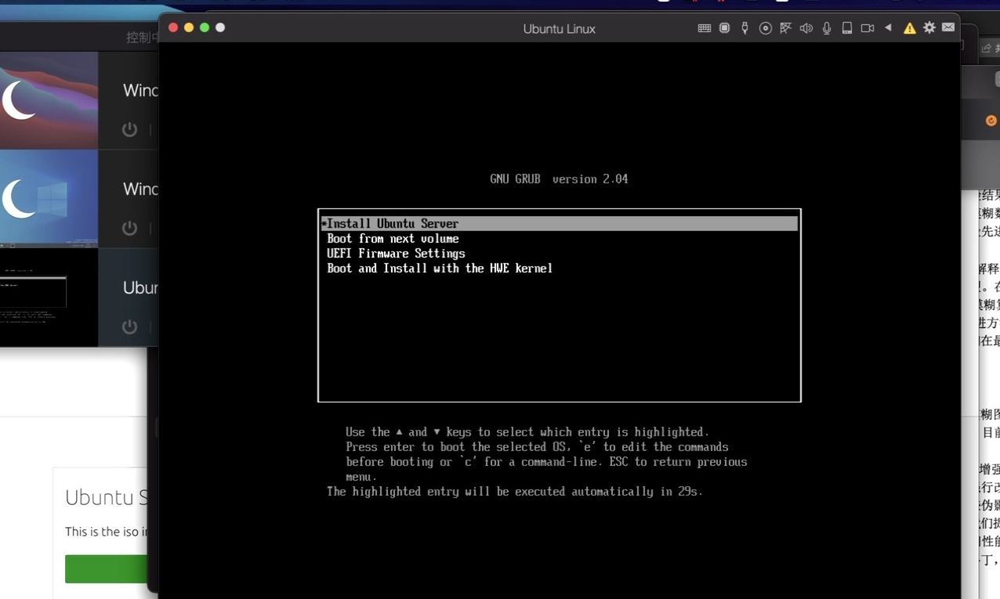 Ubuntu Linux
控制中
Wind
Wind
Ubun
GNU GRUB version 2.04
*Install Ubuntu Server
Boot from next volume
UEFI Firmware Settings
Boot and Install with the HWE kernel
Use the ▲ and ▼ keys to select which entry is highlighted.
Press enter to boot the selected OS, `e' to edit the commands
before booting or `c' for a command-line. ESC to return previous
menu.
The highlighted entry will be executed automatically in 29s.
Ubuntu S
This is the iso i
结果
糊数
先进
解释
。在
模糊算
进方
在最
糊图
目前
增强
行改
伪影
们提
性能
丁，